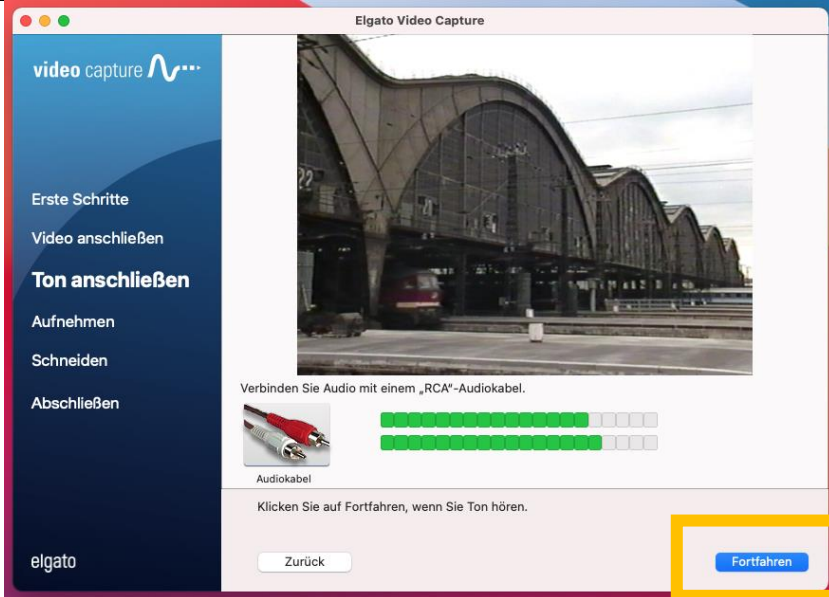 Elgato Video Capture
video capture
Erste Schritte
Video anschließen
Ton anschließen
Aufnehmen
Schneiden
Abschließen
elgato
22
Verbinden Sie Audio mit einem „RCA“-Audiokabel.
Audiokabel
Klicken Sie auf Fortfahren, wenn Sie Ton hören.
Zurück
Fortfahren